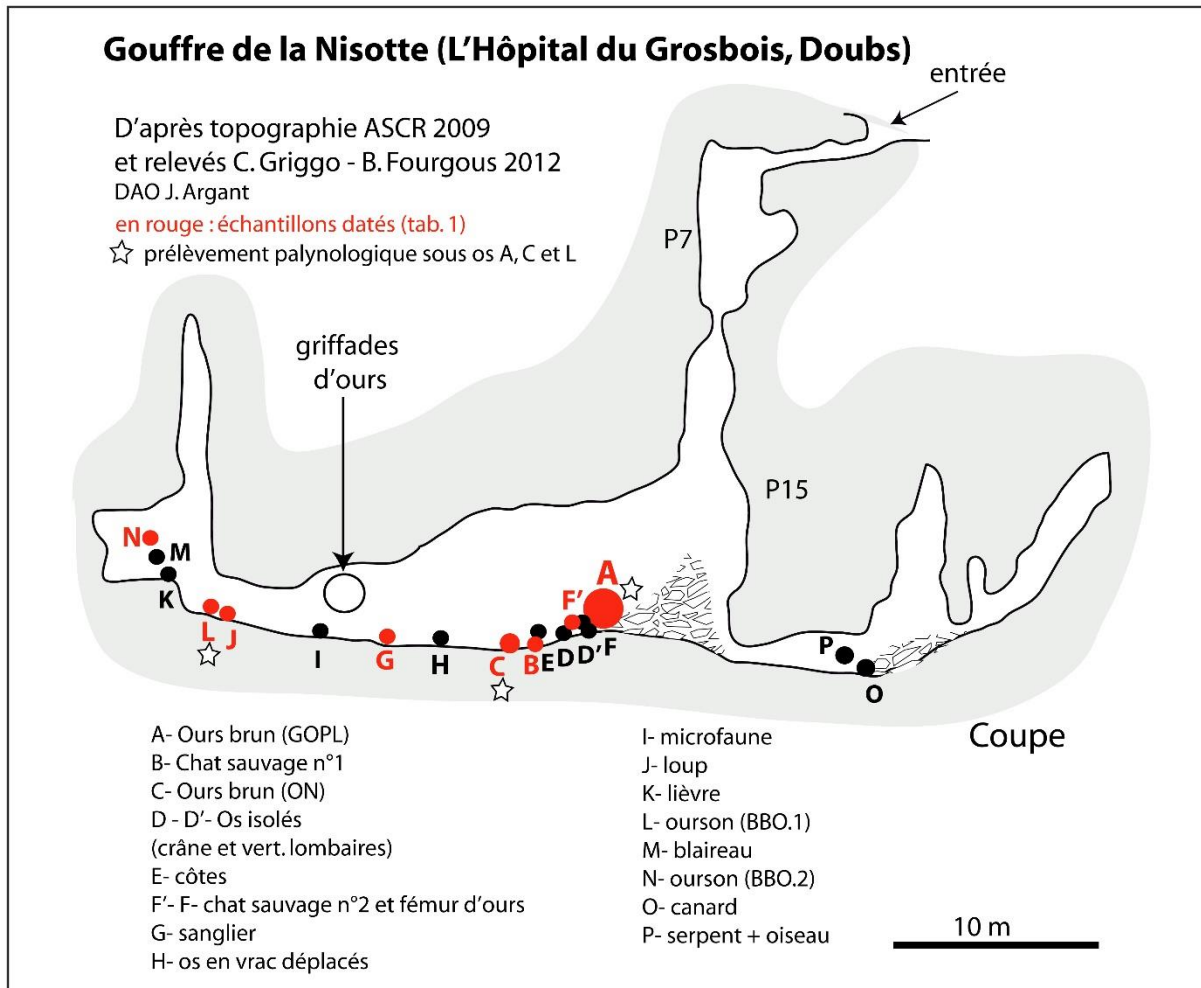 Gouffre de la Nisotte (L'Hôpital du Grosbois, Doubs)
entrée
D'après topographie ASCR 2009
et relevés C. Griggo - B. Fourgous 2012
DAO J. Argant
en rouge : échantillons datés (tab. 1)
prélèvement palynologique sous os A, C et L
P7
griffades
d'ours
P15
N
M
K
L
J
I
G
H
C
B
E
D
D'
F
F'
A
P
O
Coupe
A- Ours brun (GOPL)
B- Chat sauvage n°1
C- Ours brun (ON)
D - D'- Os isolés
(crâne et vert. lombaires)
E- côtes
F'- F- chat sauvage n°2 et fémur d'ours
G- sanglier
H- os en vrac déplacés
I- microfaune
J- loup
K- lièvre
L- ourson (BBO.1)
M- blaireau
N- ourson (BBO.2)
O- canard
P- serpent + oiseau
10 m